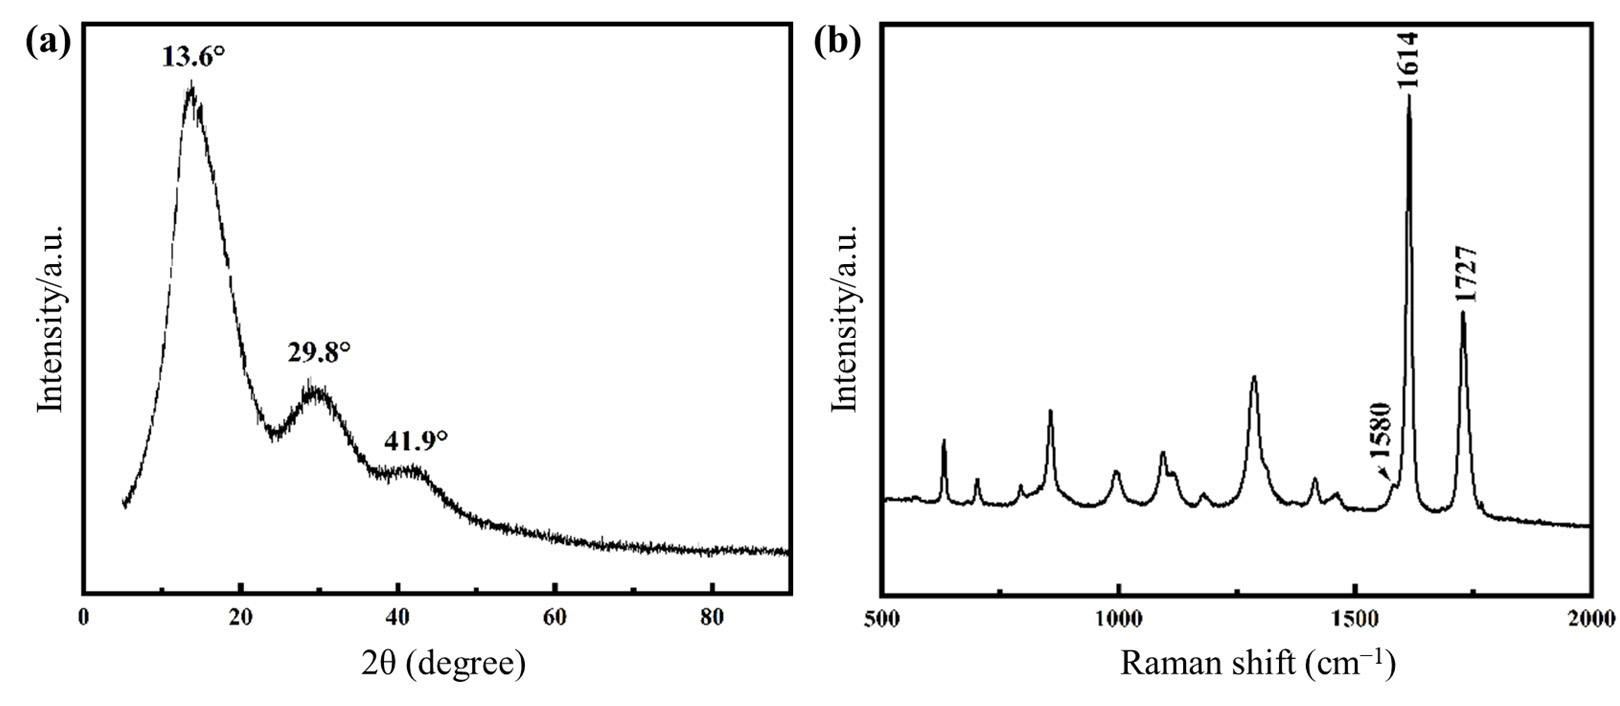 (a)
13.6°
29.8°
41.9°
Intensity/a.u.
0 20 40 60 80
2θ (degree)
(b)
1614
1727
1580
Intensity/a.u.
500 1000 1500 2000
Raman shift (cm⁻¹)